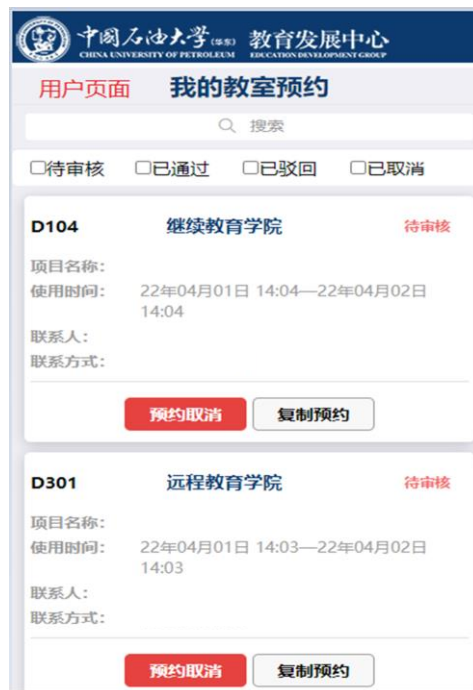 中国石油大学(华东) 教育发展中心
CHINA UNIVERSITY OF PETROLEUM EDUCATION DEVELOPMENT GROUP
用户页面 我的教室预约
搜索
待审核 已通过 已驳回 已取消
D104 继续教育学院 待审核
项目名称：
使用时间： 22年04月01日 14:04—22年04月02日
14:04
联系人：
联系方式：
预约取消 复制预约
D301 远程教育学院 待审核
项目名称：
使用时间： 22年04月01日 14:03—22年04月02日
14:03
联系人：
联系方式：
预约取消 复制预约